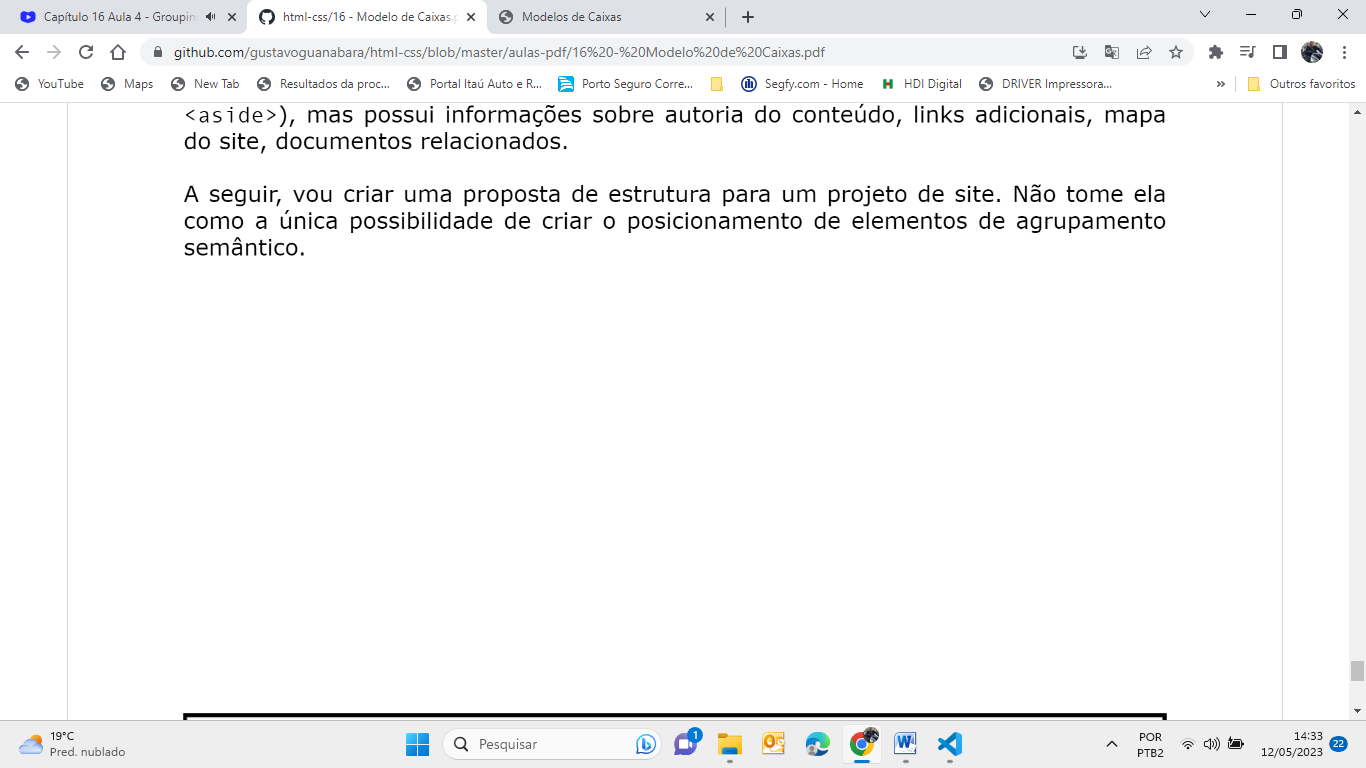 Capítulo 16 Aula 4 - Groupin
html-css/16 - Modelo de Caixas.p
Modelos de Caixas
github.com/gustavoguanabara/html-css/blob/master/aulas-pdf/16%20-%20Modelo%20de%20Caixas.pdf
YouTube
Maps
New Tab
Resultados da proc...
Portal Itaú Auto e R...
Porto Seguro Corre...
Segfy.com - Home
HDI Digital
DRIVER Impressora...
»
Outros favoritos
<aside>), mas possui informações sobre autoria do conteúdo, links adicionais, mapa
do site, documentos relacionados.
A seguir, vou criar uma proposta de estrutura para um projeto de site. Não tome ela
como a única possibilidade de criar o posicionamento de elementos de agrupamento
semântico.
19°C
Pred. nublado
Pesquisar
1
POR
PTB2
14:33
12/05/2023
22